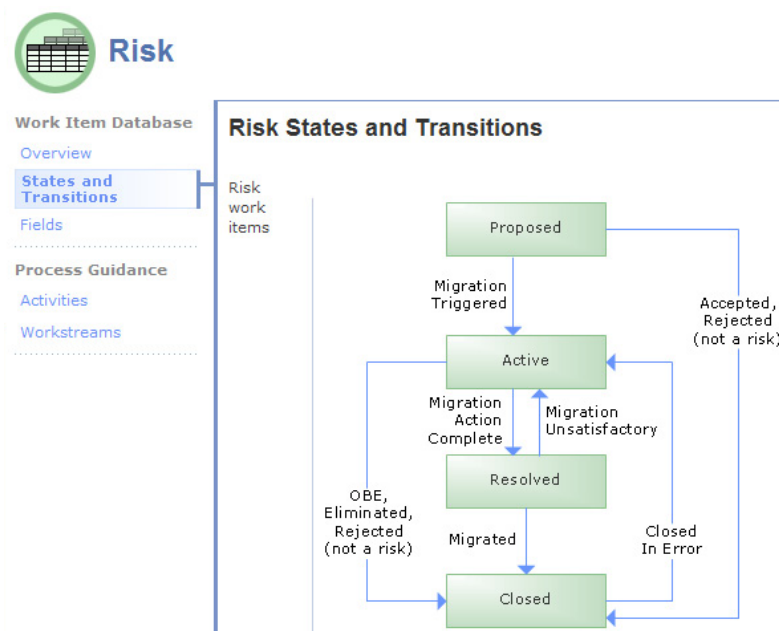 Risk
Work Item Database
Overview
States and
Transitions
Fields
Process Guidance
Activities
Workstreams
Risk States and Transitions
Risk
work
items
Proposed
Migration
Triggered
Accepted,
Rejected
(not a risk)
Active
Migration
Action
Complete
Migration
Unsatisfactory
Resolved
OBE,
Eliminated,
Rejected
(not a risk)
Migrated
Closed
In Error
Closed